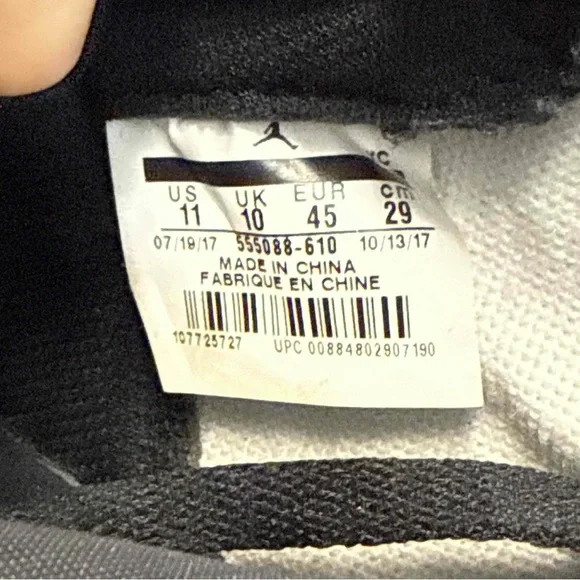 US UK EUR cm
11 10 45 29
07/19/17 555088-610 10/13/17
MADE IN CHINA
FABRIQUE EN CHINE
107725727 UPC 00884802907190